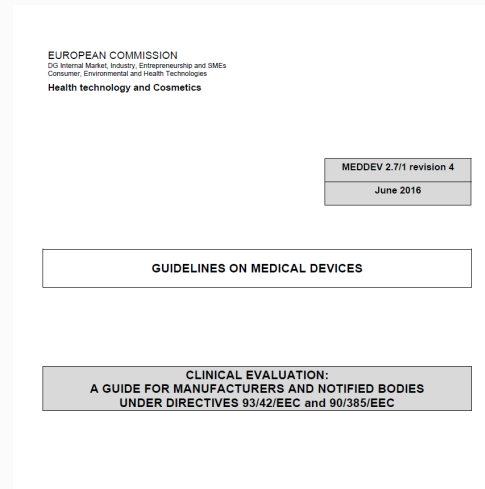 EUROPEAN COMMISSION
DG Internal Market, Industry, Entrepreneurship and SMEs
Consumer, Environmental and Health Technologies
Health technology and Cosmetics
MEDDEV 2.7/1 revision 4
June 2016
GUIDELINES ON MEDICAL DEVICES
CLINICAL EVALUATION:
A GUIDE FOR MANUFACTURERS AND NOTIFIED BODIES
UNDER DIRECTIVES 93/42/EEC and 90/385/EEC